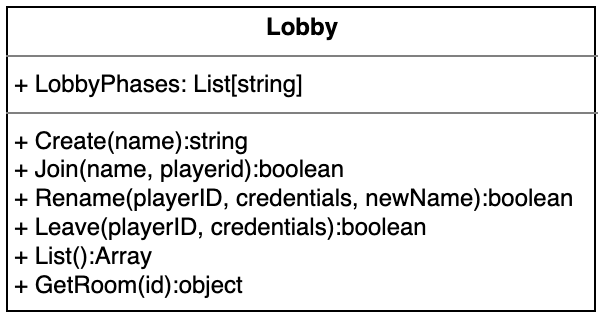 Lobby
+ LobbyPhases: List[string]
+ Create(name):string
+ Join(name, playerid):boolean
+ Rename(playerID, credentials, newName):boolean
+ Leave(playerID, credentials):boolean
+ List():Array
+ GetRoom(id):object